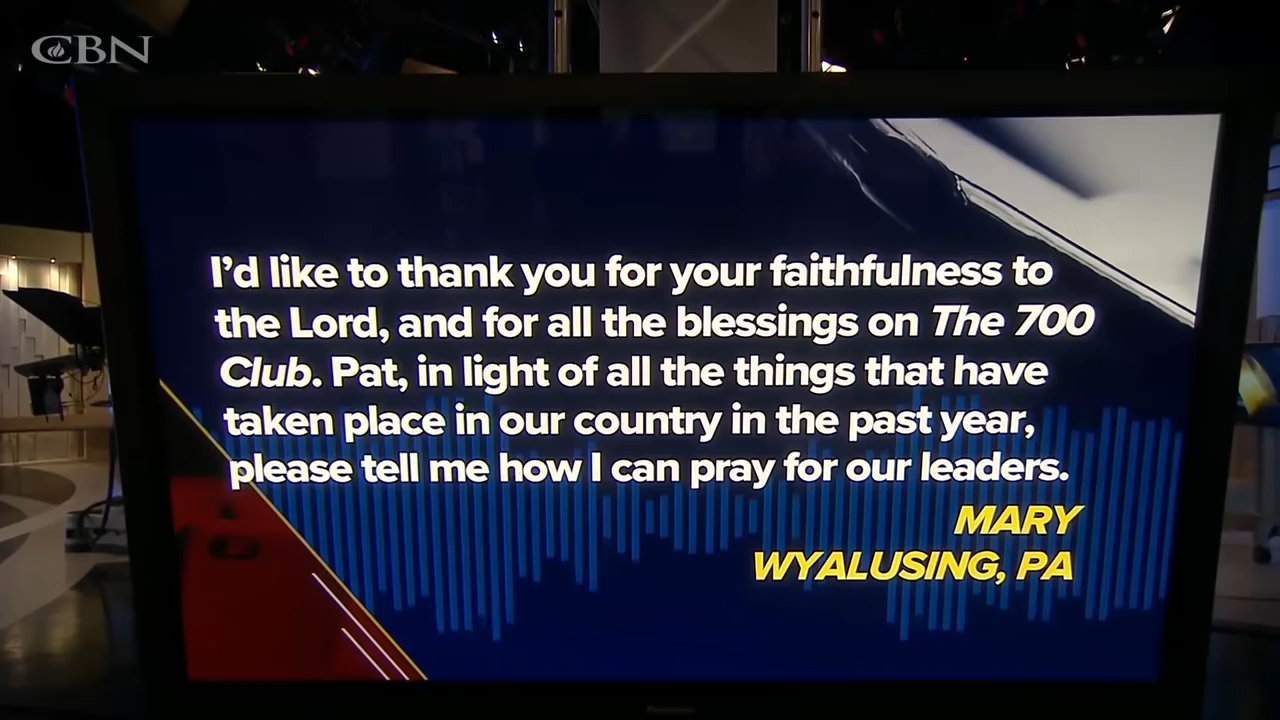 CBN
I'd like to thank you for your faithfulness to
the Lord, and for all the blessings on The 700
Club. Pat, in light of all the things that have
taken place in our country in the past year,
please tell me how I can pray for our leaders.
MARY
WYALUSING, PA